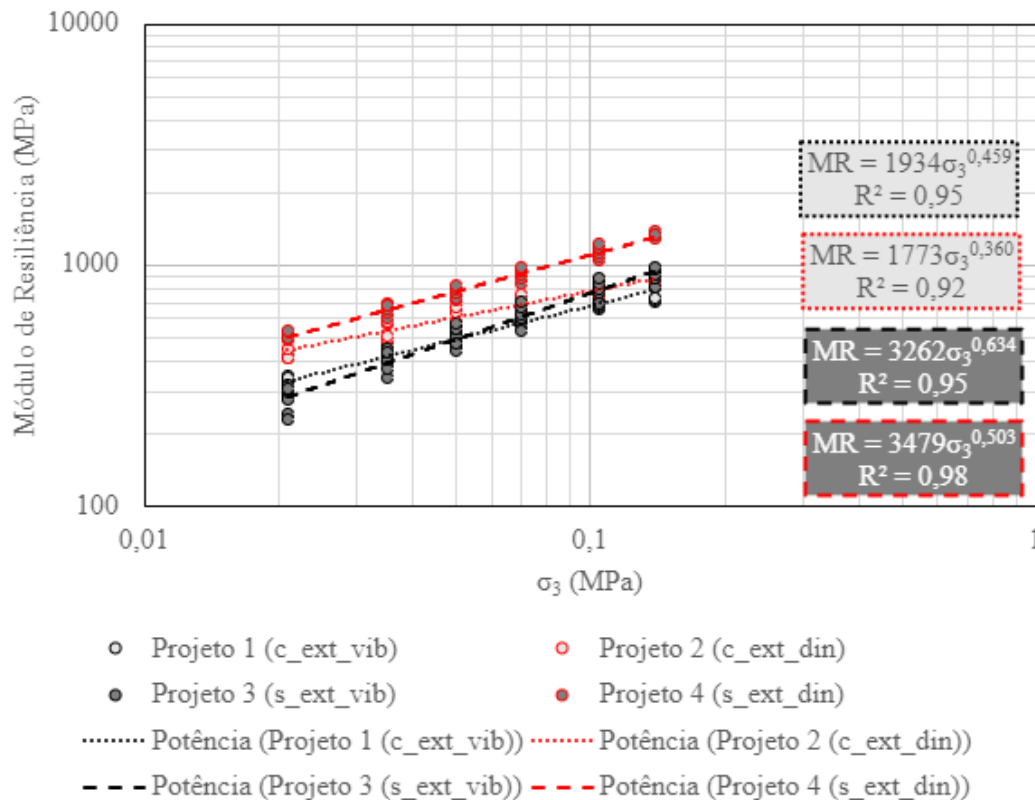 10000
1000
100
Módulo de Resiliência (MPa)
MR = 1934σ₃^0,459
R² = 0,95
MR = 1773σ₃^0,360
R² = 0,92
MR = 3262σ₃^0,634
R² = 0,95
MR = 3479σ₃^0,503
R² = 0,98
0,01 0,1 1
σ₃ (MPa)
Projeto 1 (c_ext_vib) Projeto 2 (c_ext_din)
Projeto 3 (s_ext_vib) Projeto 4 (s_ext_din)
Potência (Projeto 1 (c_ext_vib)) Potência (Projeto 2 (c_ext_din))
Potência (Projeto 3 (s_ext_vib)) Potência (Projeto 4 (s_ext_din))